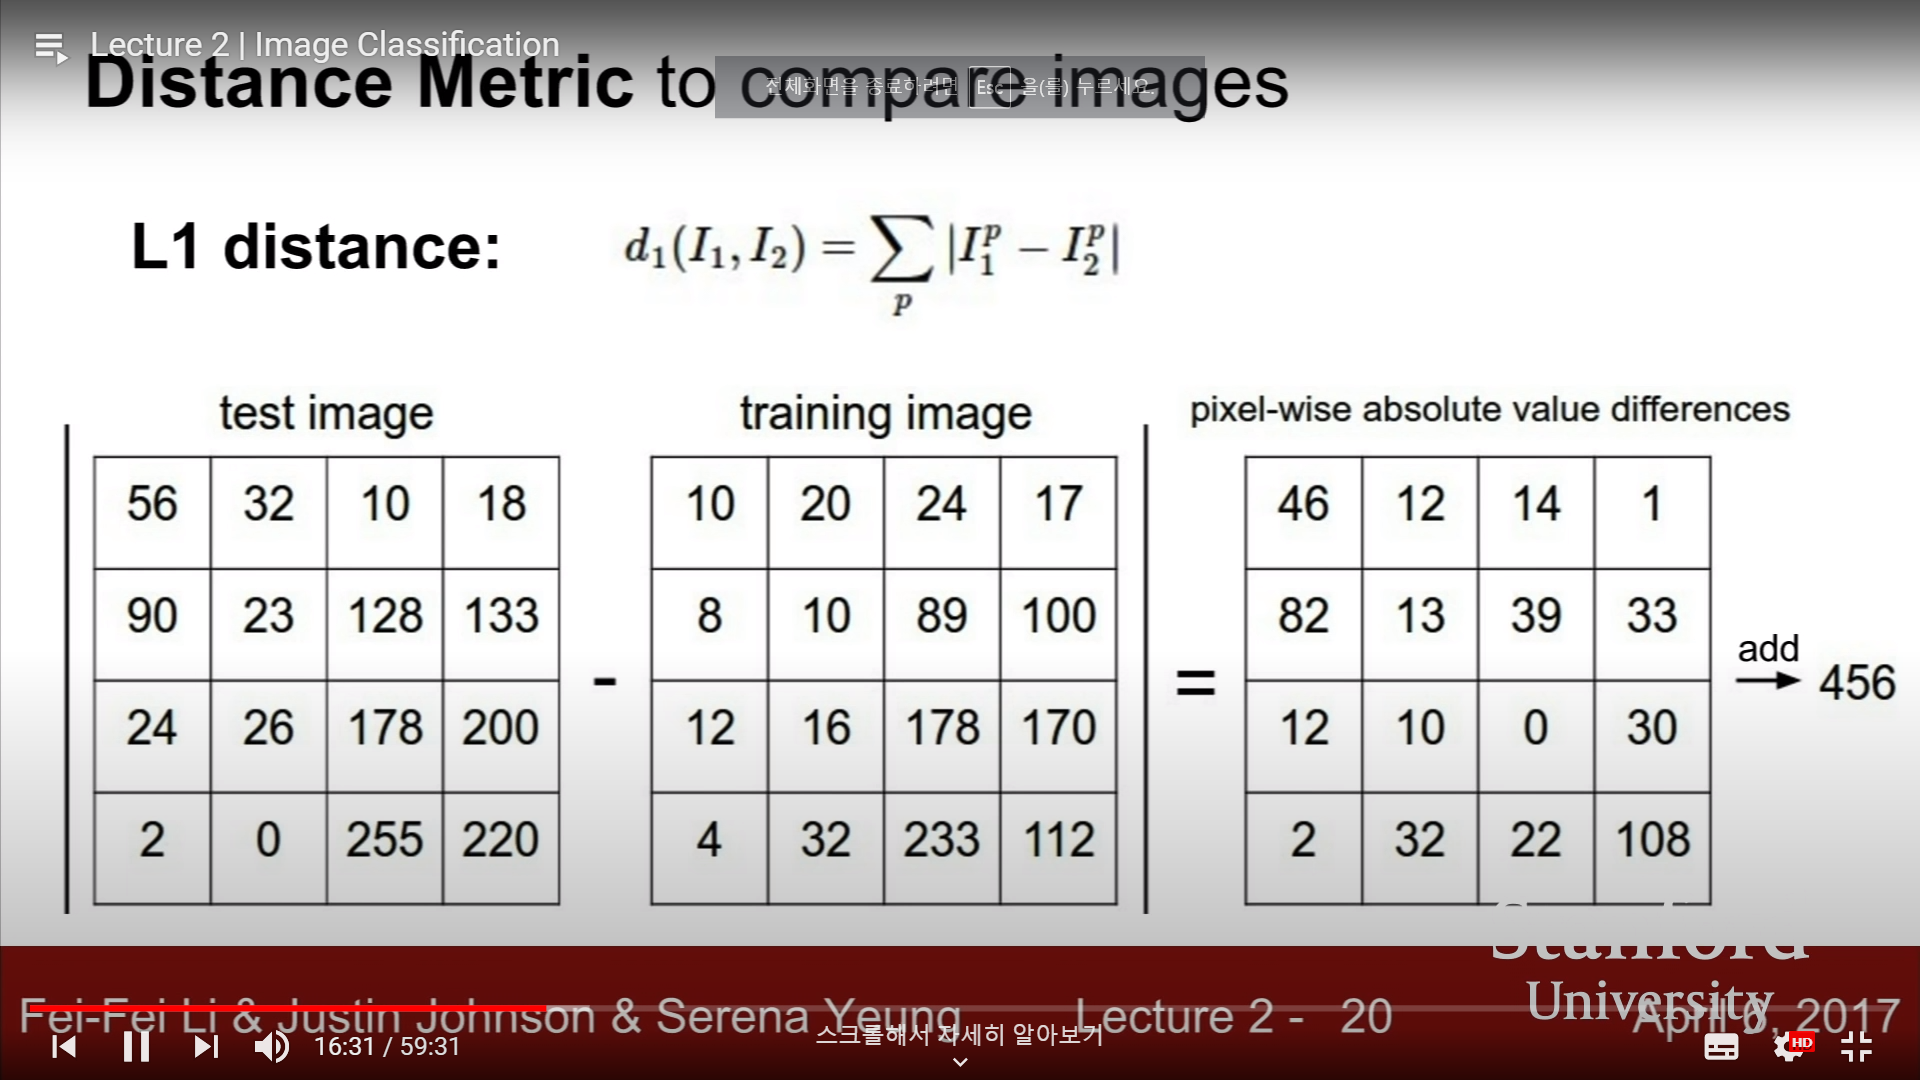 Lecture 2 | Image Classification
Distance Metric to compare images
전체화면을 종료하려면 Esc 을(를) 누르세요.
L1 distance: d₁(I₁, I₂) = ∑ₚ |I₁ᵖ − I₂ᵖ|
test image
training image
pixel-wise absolute value differences
56 32 10 18
90 23 128 133
24 26 178 200
2 0 255 220
-
10 20 24 17
8 10 89 100
12 16 178 170
4 32 233 112
=
46 12 14 1
82 13 39 33
12 10 0 30
2 32 22 108
add
456
Stanford
University
Fei-Fei Li & Justin Johnson & Serena Yeung
Lecture 2 - 20
April 6, 2017
스크롤해서 자세히 알아보기
16:31 / 59:31
HD